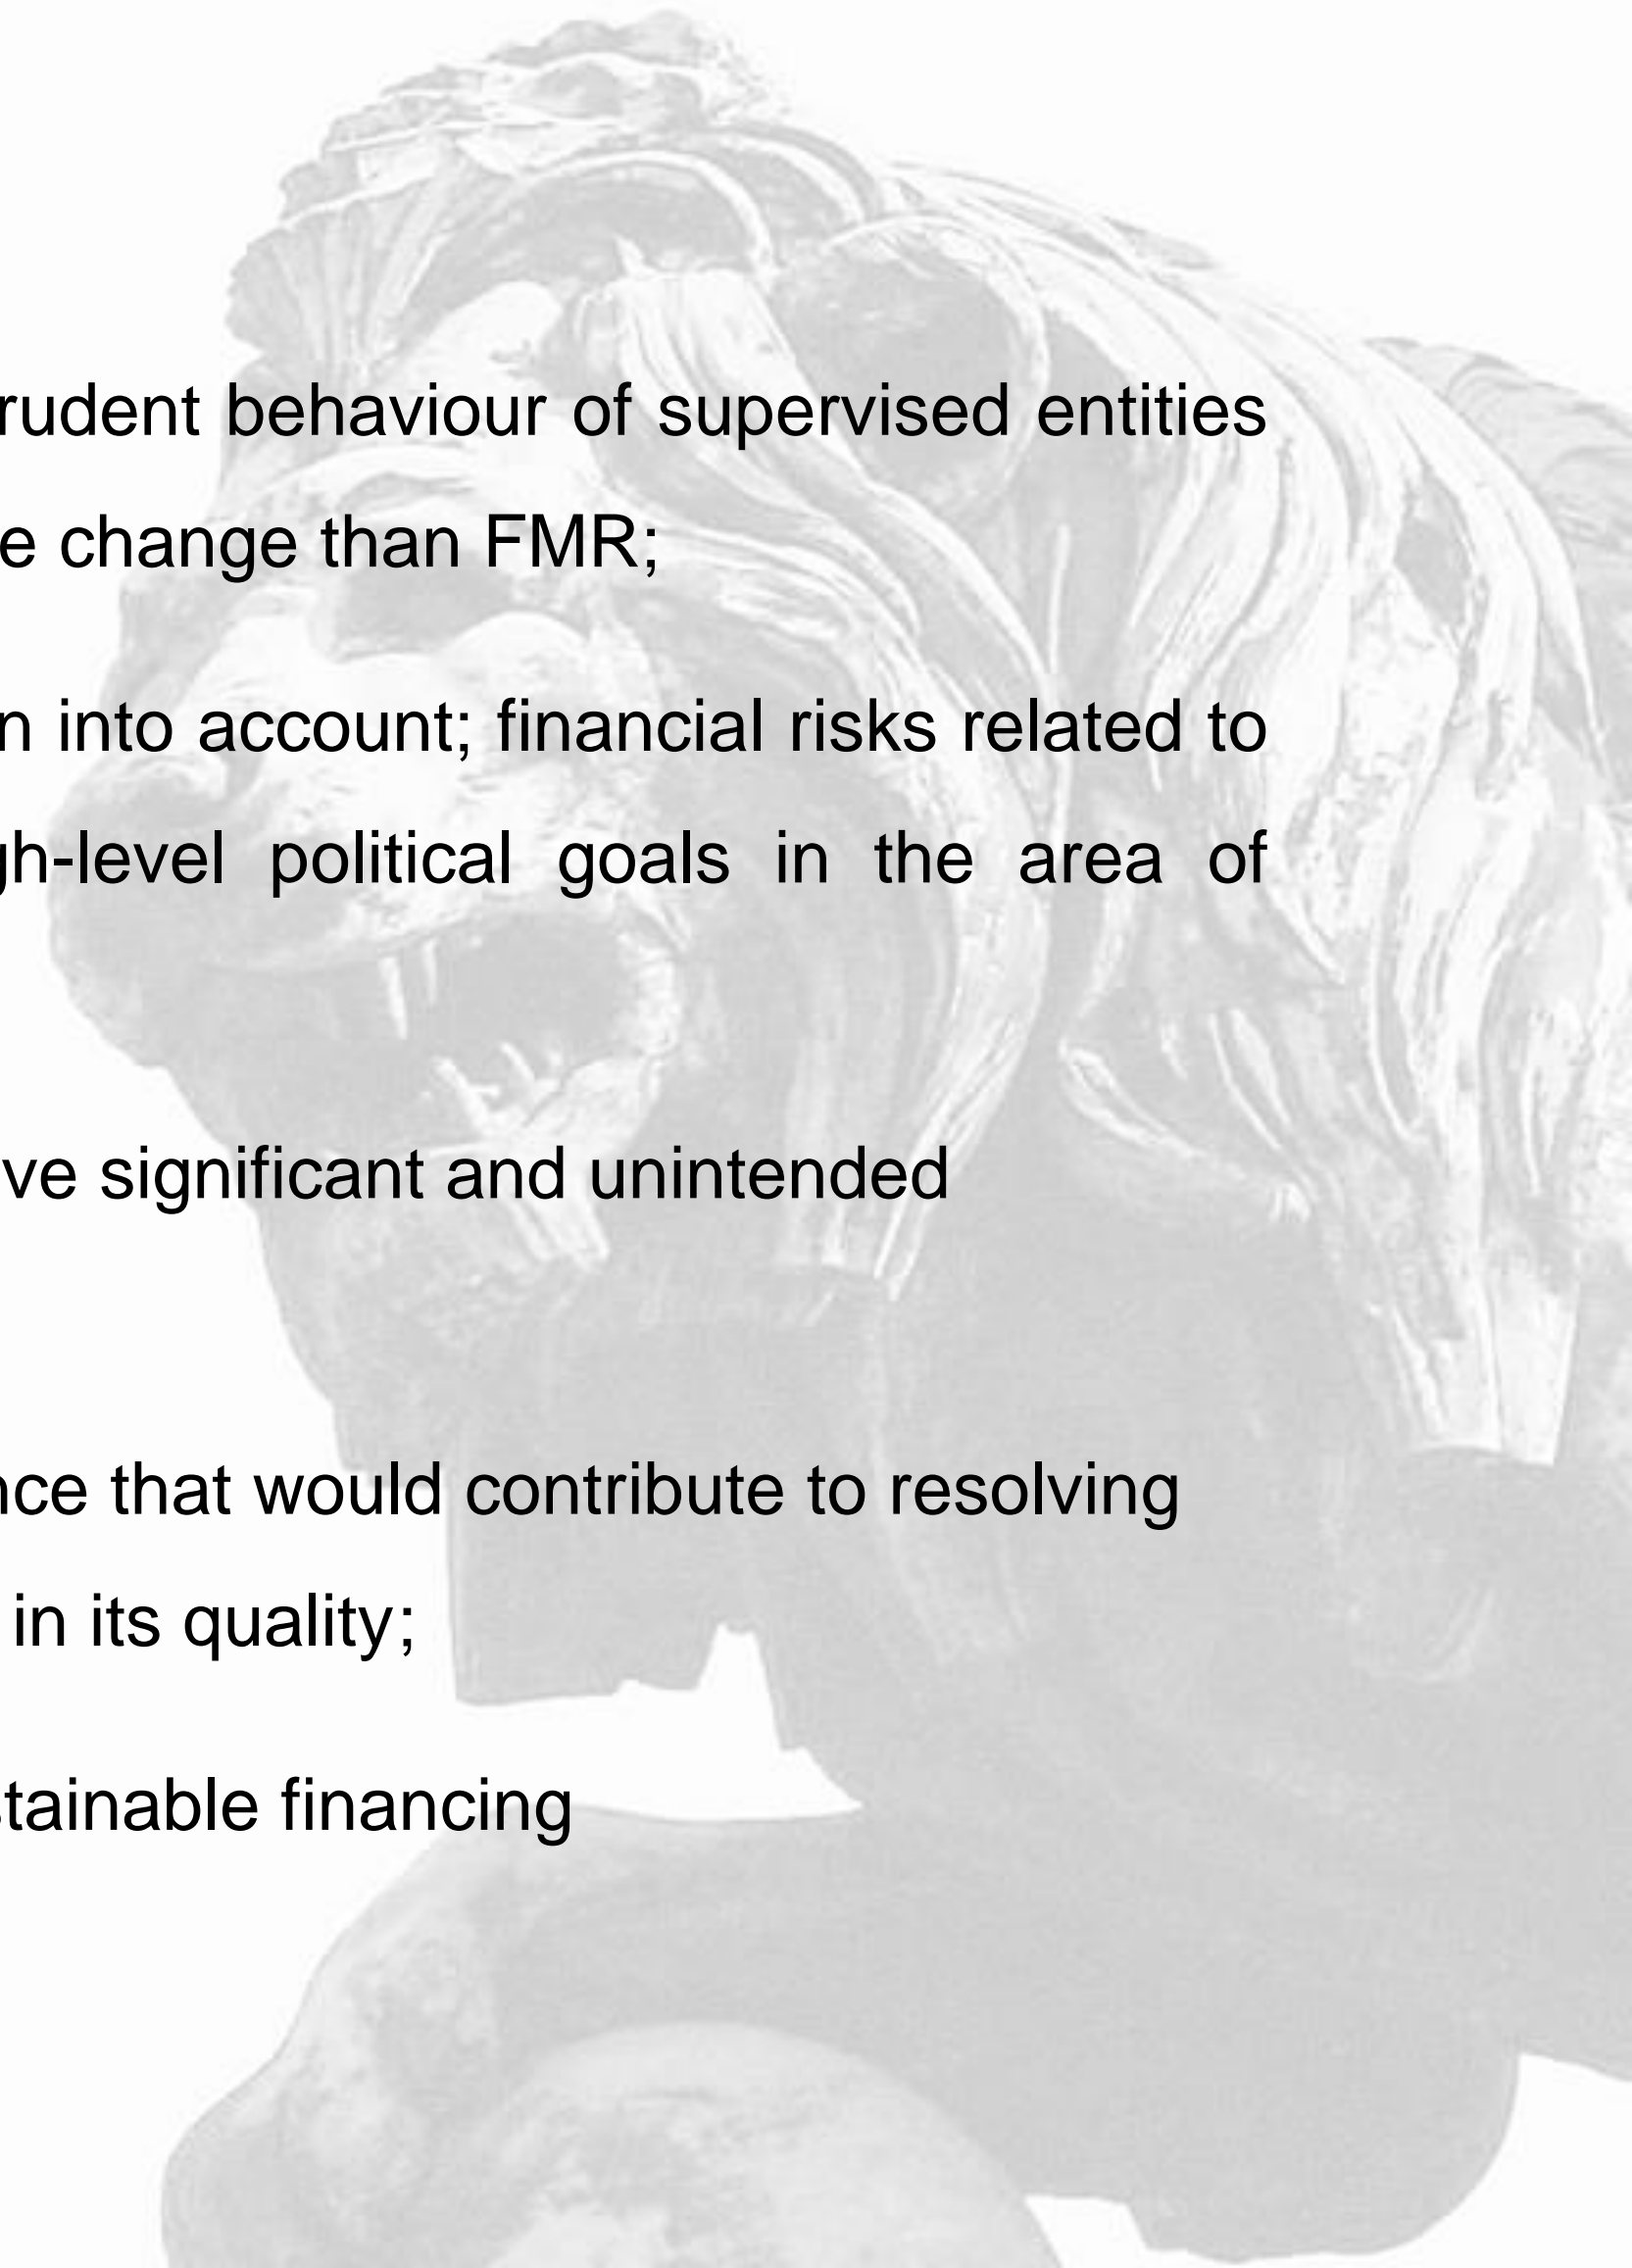 rudent behaviour of supervised entities
e change than FMR;
n into account; financial risks related to
gh-level political goals in the area of
ve significant and unintended
nce that would contribute to resolving
in its quality;
stainable financing